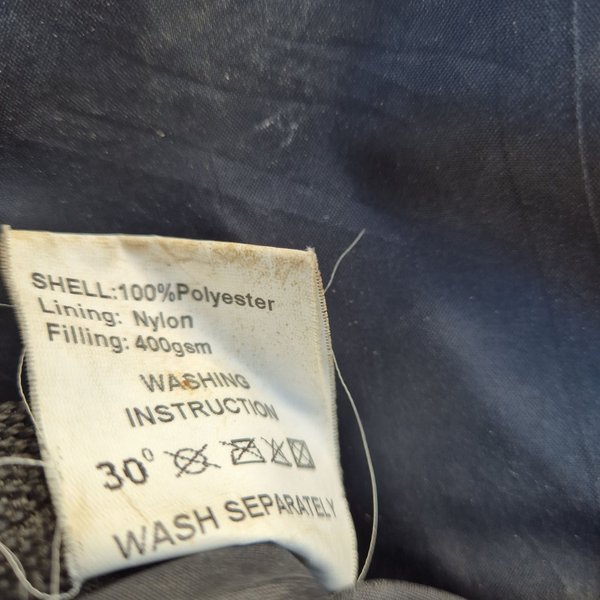 SHELL:100%Polyester
Lining: Nylon
Filling: 400gsm
WASHING
INSTRUCTION
30°
WASH SEPARATELY